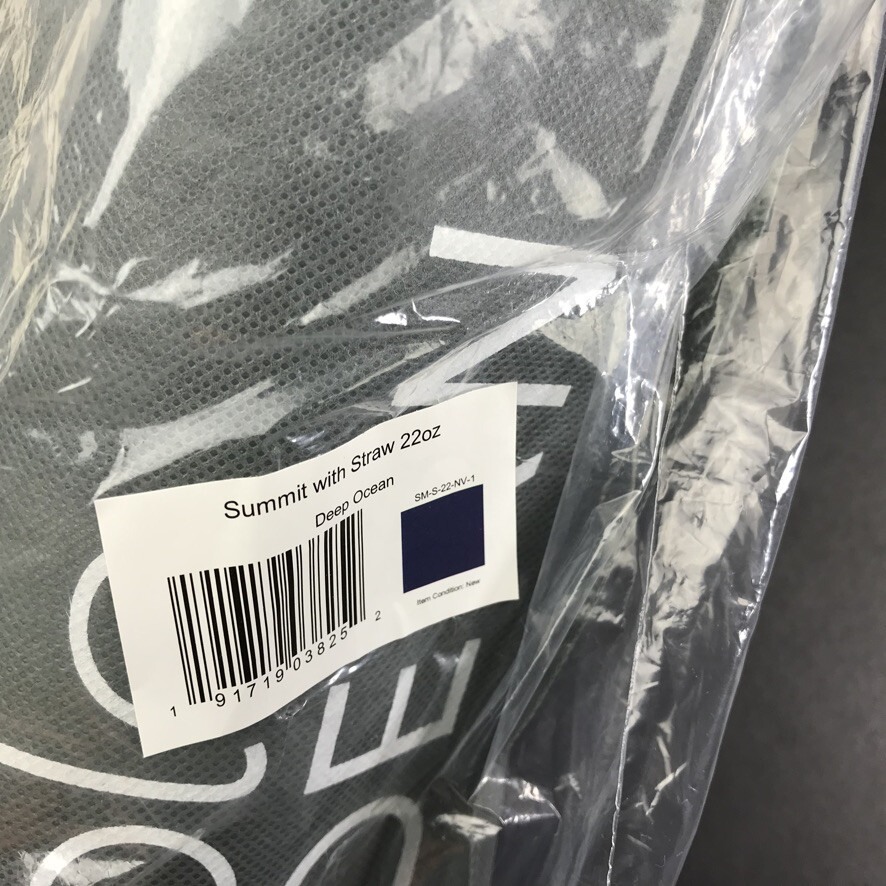 Summit with Straw 22oz
Deep Ocean
SM-S-22-NV-1
Item Condition: New
1 91719 03825 2